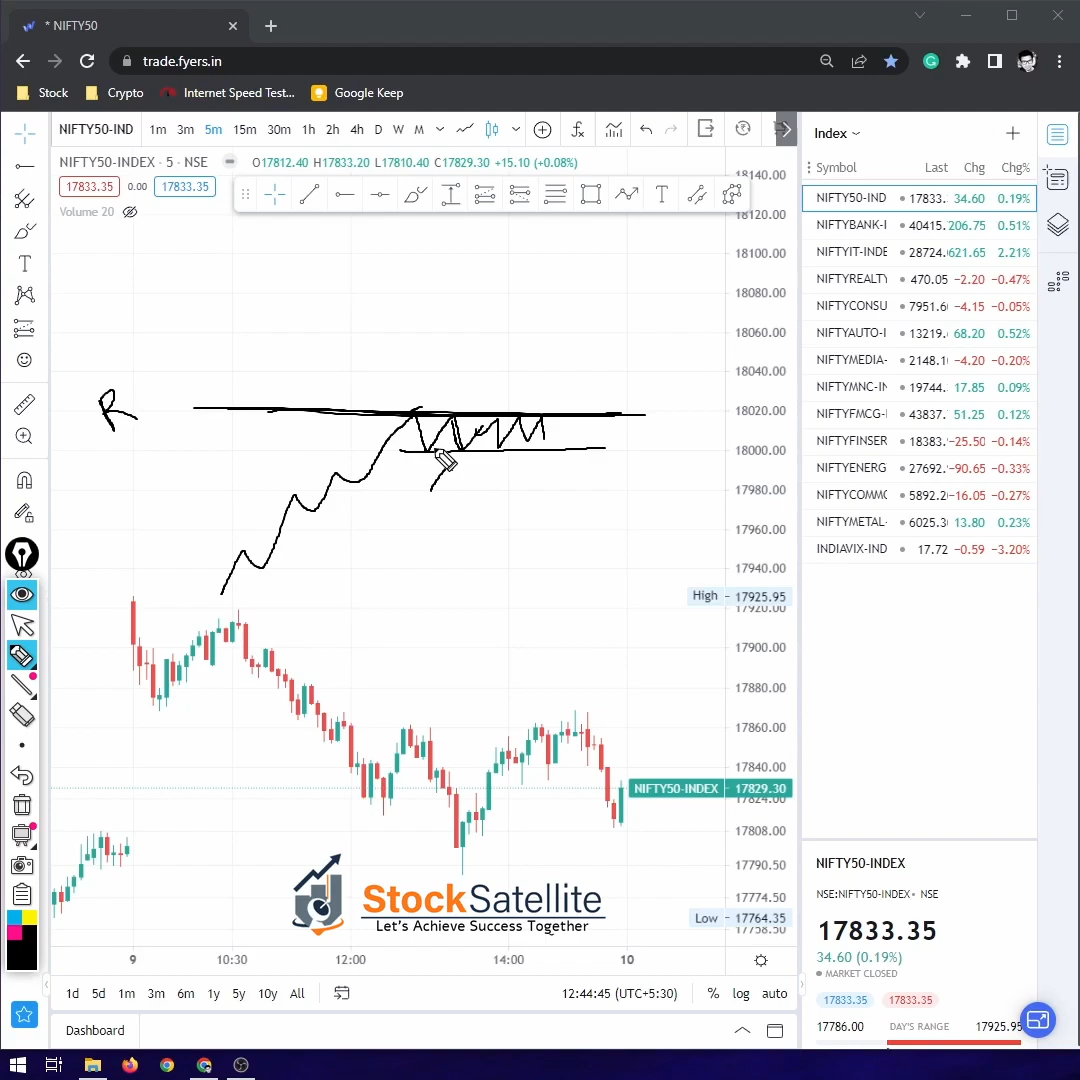 * NIFTY50
trade.fyers.in
Stock Crypto Internet Speed Test... Google Keep
NIFTY50-IND 1m 3m 5m 15m 30m 1h 2h 4h D W M
NIFTY50-INDEX • 5 • NSE O17812.40 H17833.20 L17810.40 C17829.30 +15.10 (+0.08%)
17833.35 0.00 17833.35
Volume 20
18140.00
18120.00
18100.00
18080.00
18060.00
18040.00
18020.00
18000.00
17980.00
17960.00
17940.00
High 17925.95
17920.00
17900.00
17880.00
17860.00
17840.00
NIFTY50-INDEX 17829.30
17824.00
17808.00
17790.50
17774.50
Low 17764.35
17758.50
R
StockSatellite
Let's Achieve Success Together
9 10:30 12:00 14:00 10
1d 5d 1m 3m 6m 1y 5y 10y All 12:44:45 (UTC+5:30) % log auto
Dashboard
Index
Symbol Last Chg Chg%
NIFTY50-IND 17833. 34.60 0.19%
NIFTYBANK-I 40415. 206.75 0.51%
NIFTYIT-INDE 28724. 621.65 2.21%
NIFTYREALTY 470.05 −2.20 −0.47%
NIFTYCONSU 7951.6 −4.15 −0.05%
NIFTYAUTO-I 13219. 68.20 0.52%
NIFTYMEDIA- 2148.1 −4.20 −0.20%
NIFTYMNC-IN 19744. 17.85 0.09%
NIFTYFMCG-I 43837. 51.25 0.12%
NIFTYFINSER 18383. −25.50 −0.14%
NIFTYENERG 27692. −90.65 −0.33%
NIFTYCOMMC 5892.2 −16.05 −0.27%
NIFTYMETAL- 6025.3 13.80 0.23%
INDIAVIX-IND 17.72 −0.59 −3.20%
NIFTY50-INDEX
NSE:NIFTY50-INDEX • NSE
17833.35
34.60 (0.19%)
MARKET CLOSED
17833.35 17833.35
17786.00 DAY'S RANGE 17925.95